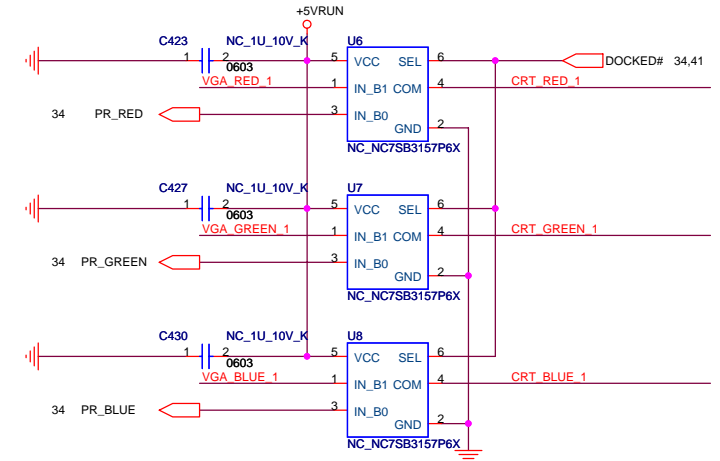 +5VRUN
C423 NC_1U_10V_K U6
1 2 5 VCC SEL 6 DOCKED# 34,41
0603
VGA_RED_1 1 IN_B1 COM 4 CRT_RED_1
34 PR_RED 3 IN_B0
GND 2
NC_NC7SB3157P6X
C427 NC_1U_10V_K U7
1 2 5 VCC SEL 6
0603
VGA_GREEN_1 1 IN_B1 COM 4 CRT_GREEN_1
34 PR_GREEN 3 IN_B0
GND 2
NC_NC7SB3157P6X
C430 NC_1U_10V_K U8
1 2 5 VCC SEL 6
0603
VGA_BLUE_1 1 IN_B1 COM 4 CRT_BLUE_1
34 PR_BLUE 3 IN_B0
GND 2
NC_NC7SB3157P6X